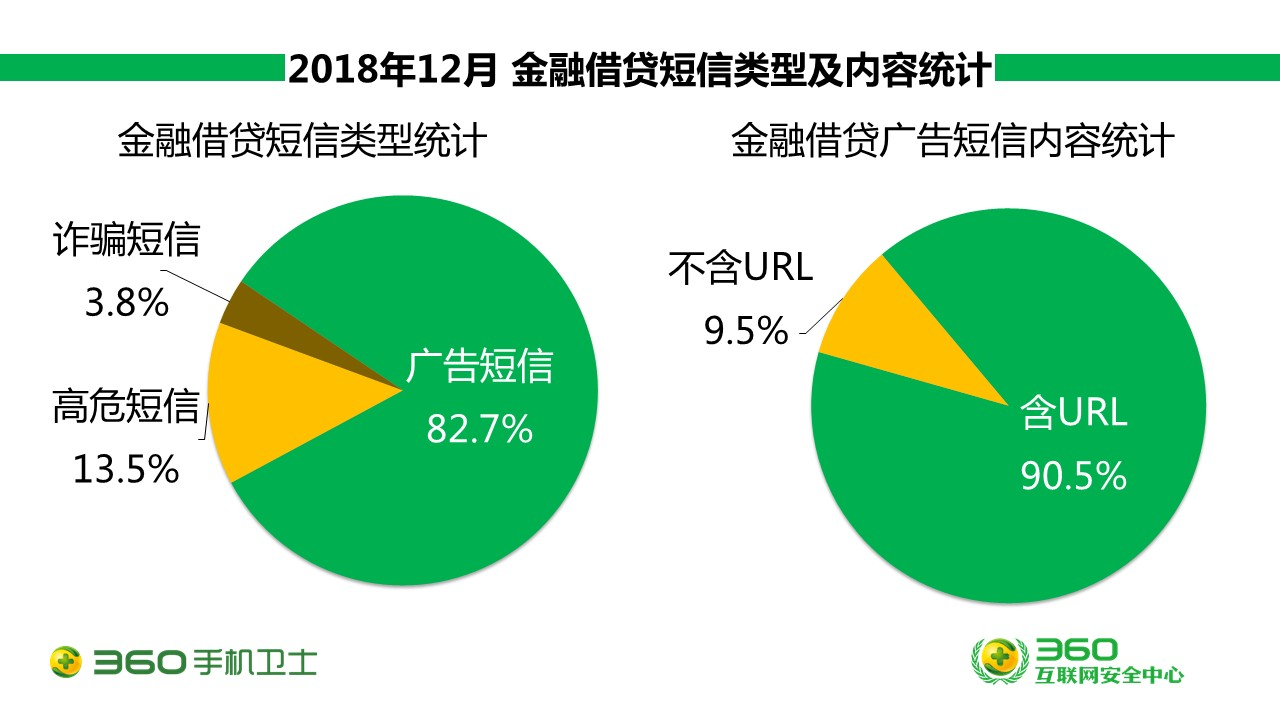 2018年12月 金融借贷短信类型及内容统计
金融借贷短信类型统计
诈骗短信
3.8%
高危短信
13.5%
广告短信
82.7%
金融借贷广告短信内容统计
不含URL
9.5%
含URL
90.5%
360手机卫士
360
互联网安全中心